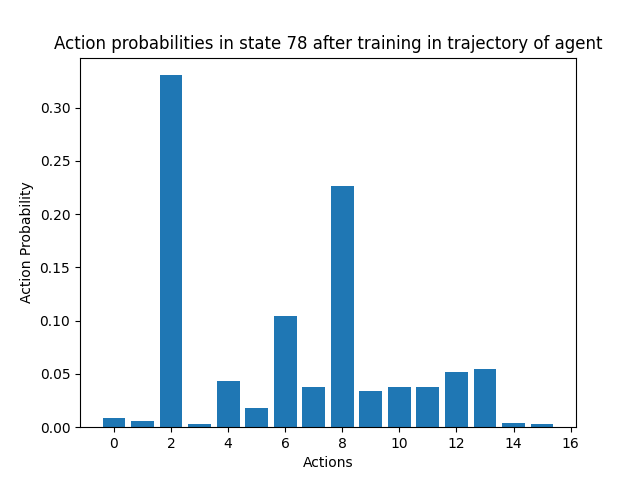 Action probabilities in state 78 after training in trajectory of agent
0.30
0.25
0.20
0.15
0.10
0.05
0.00
Action Probability
0 2 4 6 8 10 12 14 16
Actions